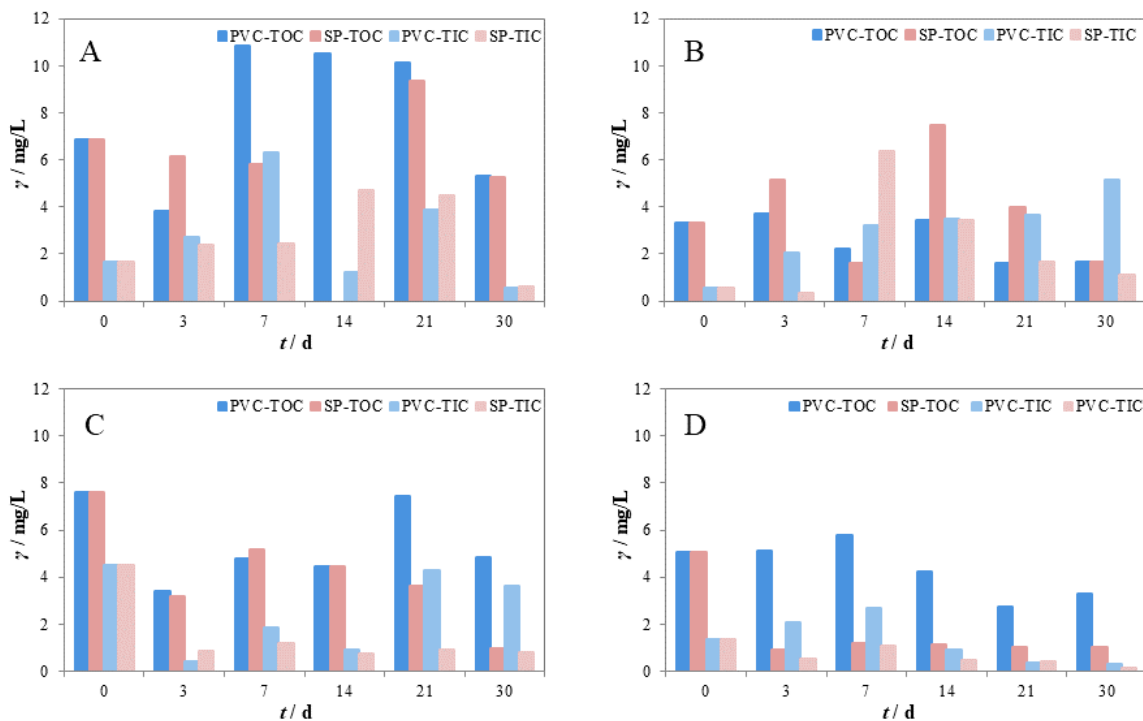 A
PVC-TOC SP-TOC PVC-TIC SP-TIC
12
10
8
6
4
2
0
γ / mg/L
0 3 7 14 21 30
t / d
B
PVC-TOC SP-TOC PVC-TIC SP-TIC
12
10
8
6
4
2
0
γ / mg/L
0 3 7 14 21 30
t / d
C
PVC-TOC SP-TOC PVC-TIC SP-TIC
12
10
8
6
4
2
0
γ / mg/L
0 3 7 14 21 30
t / d
D
PVC-TOC SP-TOC PVC-TIC PVC-TIC
12
10
8
6
4
2
0
γ / mg/L
0 3 7 14 21 30
t / d